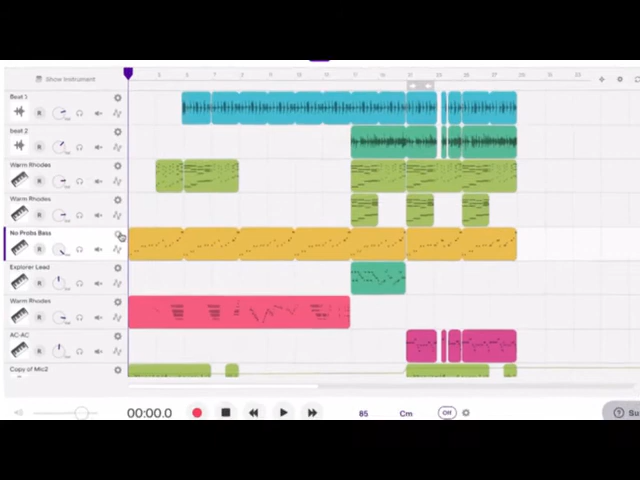 Show Instrument
Beat 1
R
beat 2
R
Warm Rhodes
R
Warm Rhodes
R
No Probs Bass
R
Explorer Lead
R
Warm Rhodes
R
AC-AC
R
Copy of Mic2
00:00.0
85
Cm
Off
Su